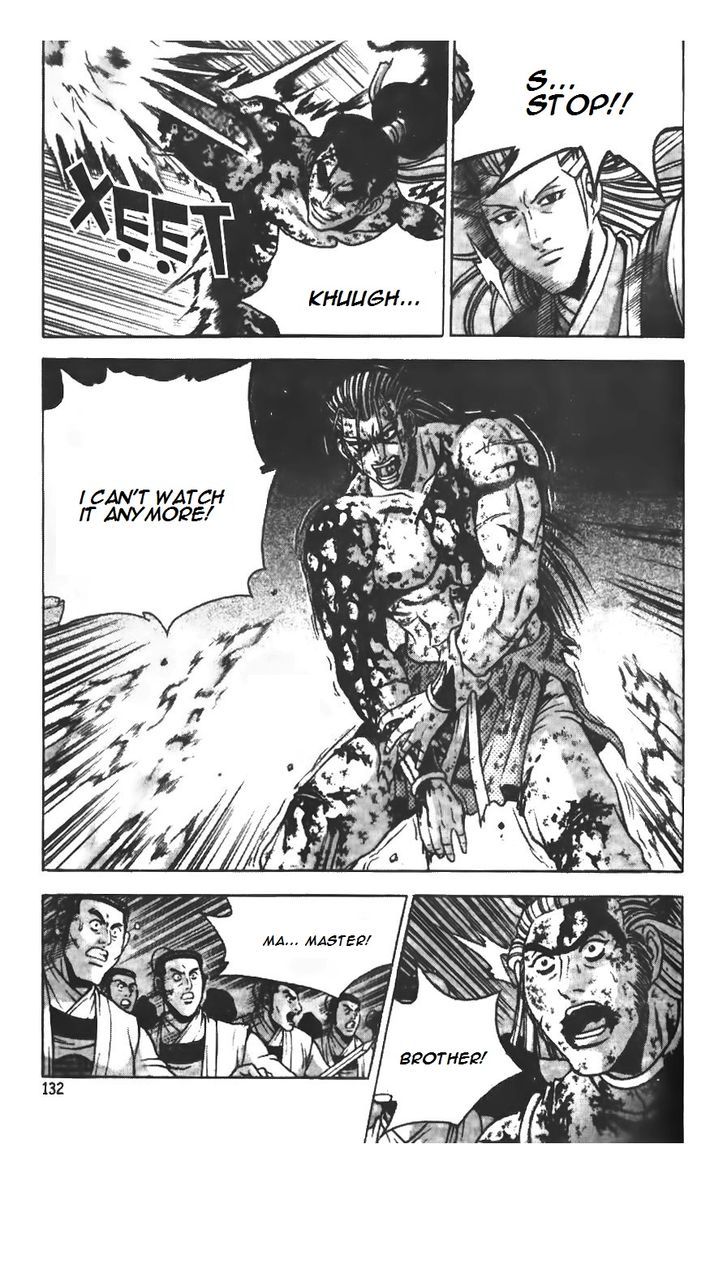 XEET
KHUUGH...
S...
STOP!!
I CAN'T WATCH
IT ANYMORE!
MA... MASTER!
BROTHER!
132